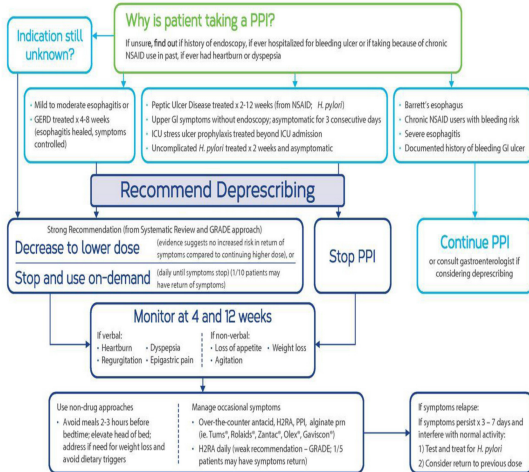 Indication still
unknown?
Why is patient taking a PPI?
If unsure, find out if history of endoscopy, if ever hospitalized for bleeding ulcer or if taking because of chronic
NSAID use in past, if ever had heartburn or dyspepsia
• Mild to moderate esophagitis or
• GERD treated x 4-8 weeks
(esophagitis healed, symptoms
controlled)
• Peptic Ulcer Disease treated x 2-12 weeks (from NSAID; H. pylori)
• Upper GI symptoms without endoscopy; asymptomatic for 3 consecutive days
• ICU stress ulcer prophylaxis treated beyond ICU admission
• Uncomplicated H. pylori treated x 2 weeks and asymptomatic
• Barrett's esophagus
• Chronic NSAID users with bleeding risk
• Severe esophagitis
• Documented history of bleeding GI ulcer
Recommend Deprescribing
Strong Recommendation (from Systematic Review and GRADE approach)
Decrease to lower dose
(evidence suggests no increased risk in return of
symptoms compared to continuing higher dose), or
Stop and use on-demand
(daily until symptoms stop) (1/10 patients may
have return of symptoms)
Stop PPI
Continue PPI
or consult gastroenterologist if
considering deprescribing
Monitor at 4 and 12 weeks
If verbal:
• Heartburn
• Dyspepsia
• Regurgitation
• Epigastric pain
If non-verbal:
• Loss of appetite
• Weight loss
• Agitation
Use non-drug approaches
• Avoid meals 2-3 hours before
bedtime; elevate head of bed;
address if need for weight loss and
avoid dietary triggers
Manage occasional symptoms
• Over-the-counter antacid, H2RA, PPI, alginate prn
(ie. Tums®, Rolaids®, Zantac®, Olex®, Gaviscon®)
• H2RA daily (weak recommendation – GRADE; 1/5
patients may have symptoms return)
If symptoms relapse:
If symptoms persist x 3 – 7 days and
interfere with normal activity:
1) Test and treat for H. pylori
2) Consider return to previous dose